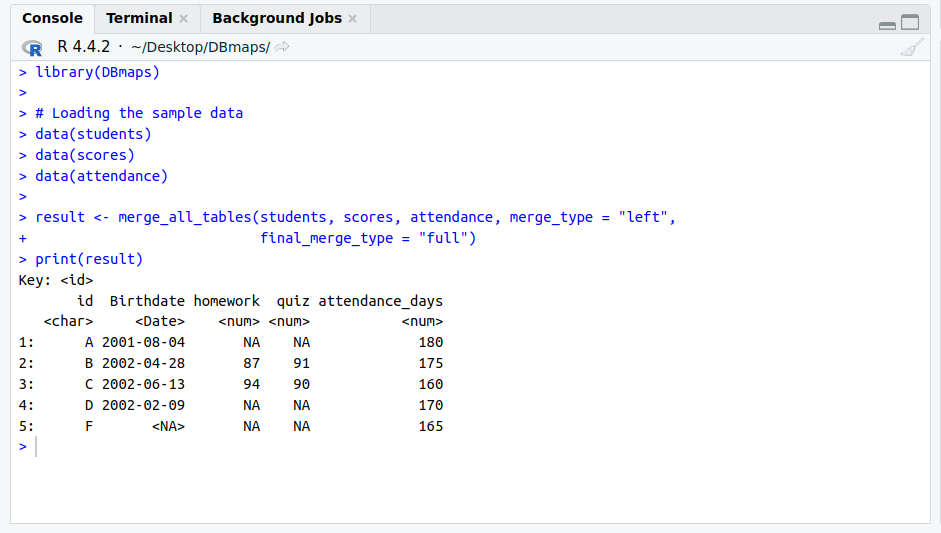 Console Terminal × Background Jobs ×
R R 4.4.2 · ~/Desktop/DBmaps/
> library(DBmaps)
>
> # Loading the sample data
> data(students)
> data(scores)
> data(attendance)
>
> result <- merge_all_tables(students, scores, attendance, merge_type = "left",
+                             final_merge_type = "full")
> print(result)
Key: <id>
       id  Birthdate homework  quiz attendance_days
   <char>     <Date>    <num> <num>           <num>
1:      A 2001-08-04       NA    NA             180
2:      B 2002-04-28       87    91             175
3:      C 2002-06-13       94    90             160
4:      D 2002-02-09       NA    NA             170
5:      F       <NA>       NA    NA             165
>